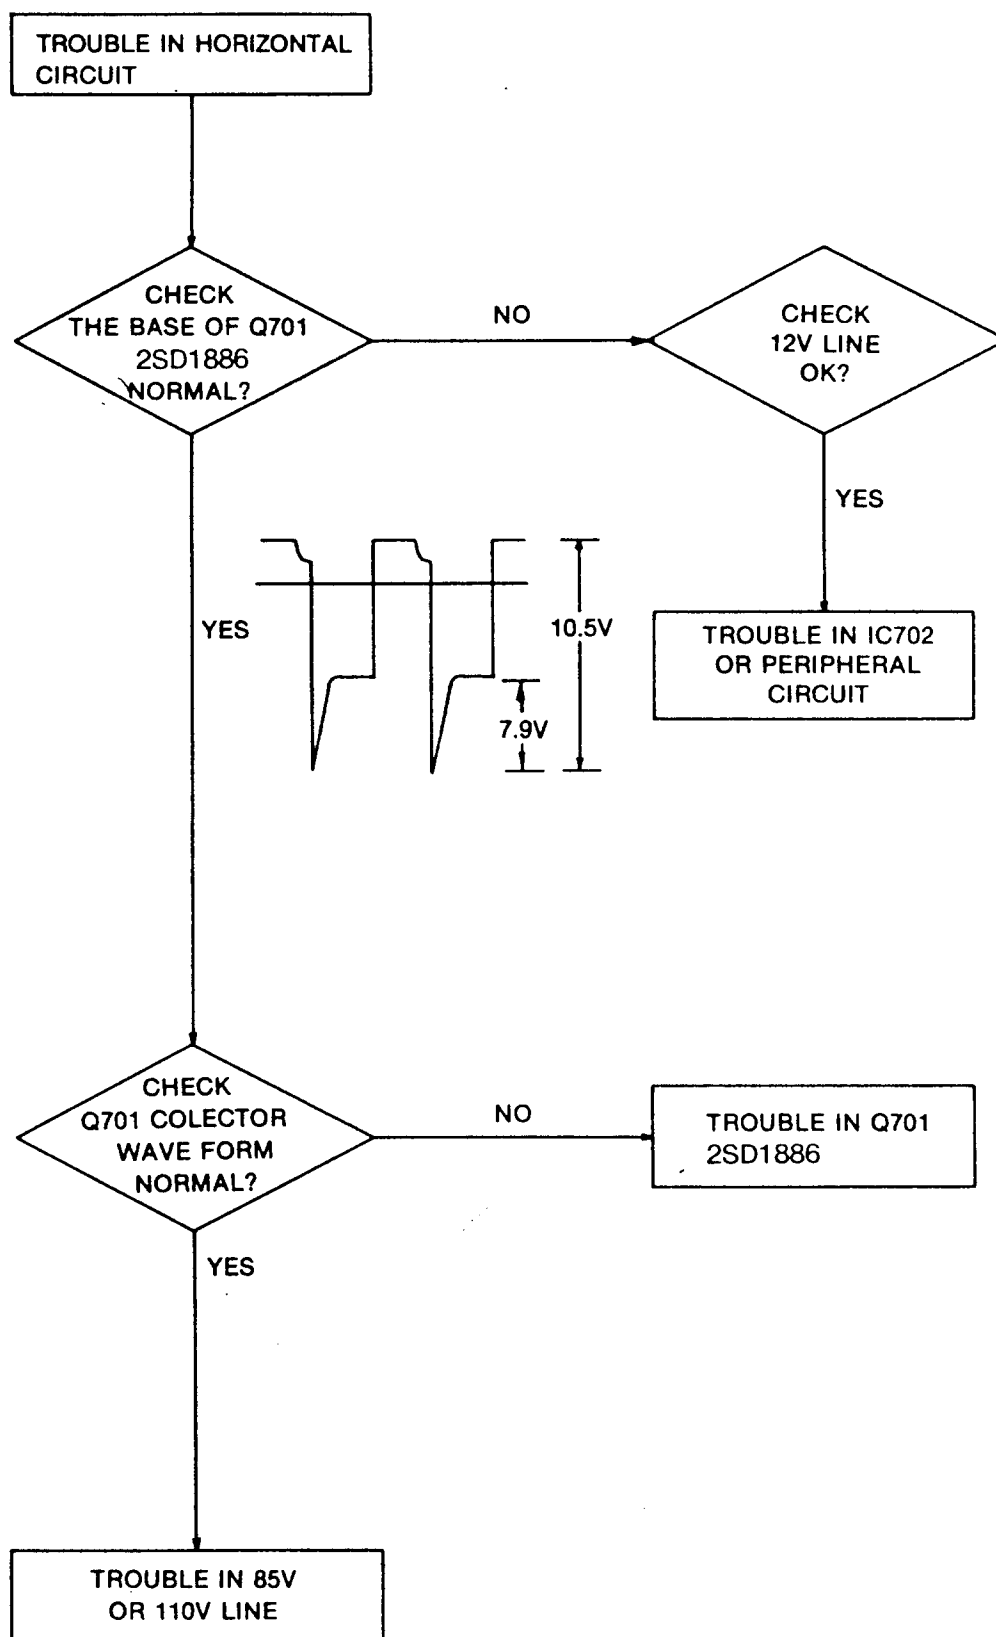 TROUBLE IN HORIZONTAL
CIRCUIT
CHECK
THE BASE OF Q701
2SD1886
NORMAL?
NO
CHECK
12V LINE
OK?
YES
TROUBLE IN IC702
OR PERIPHERAL
CIRCUIT
YES
10.5V
7.9V
CHECK
Q701 COLECTOR
WAVE FORM
NORMAL?
NO
TROUBLE IN Q701
2SD1886
YES
TROUBLE IN 85V
OR 110V LINE